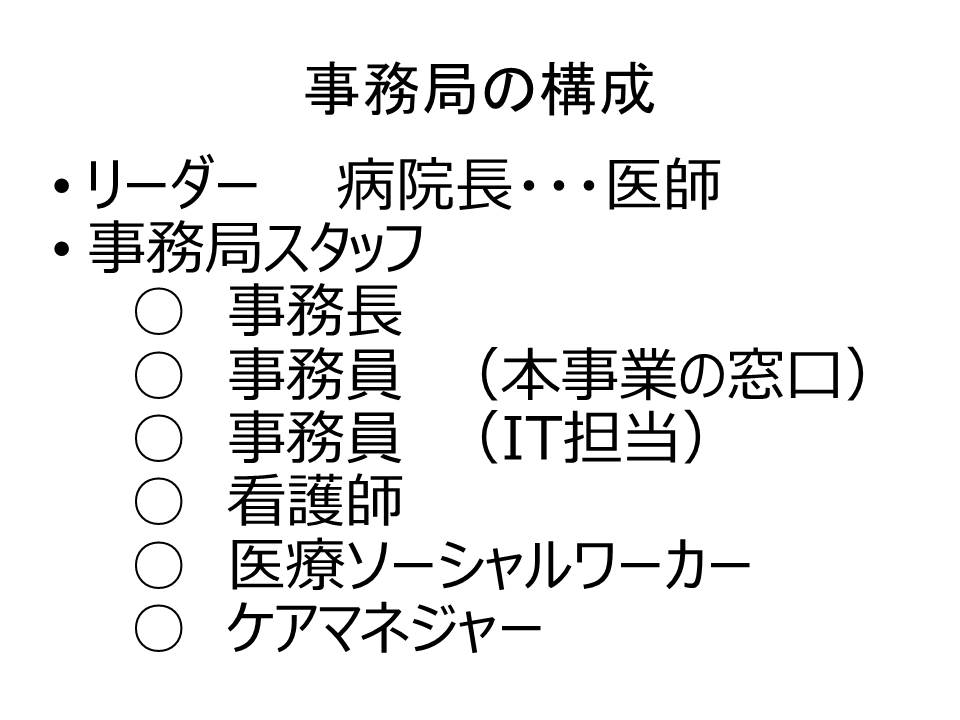 事務局の構成
• リーダー　病院長・・・医師
• 事務局スタッフ
○ 事務長
○ 事務員　（本事業の窓口）
○ 事務員　（IT担当）
○ 看護師
○ 医療ソーシャルワーカー
○ ケアマネジャー